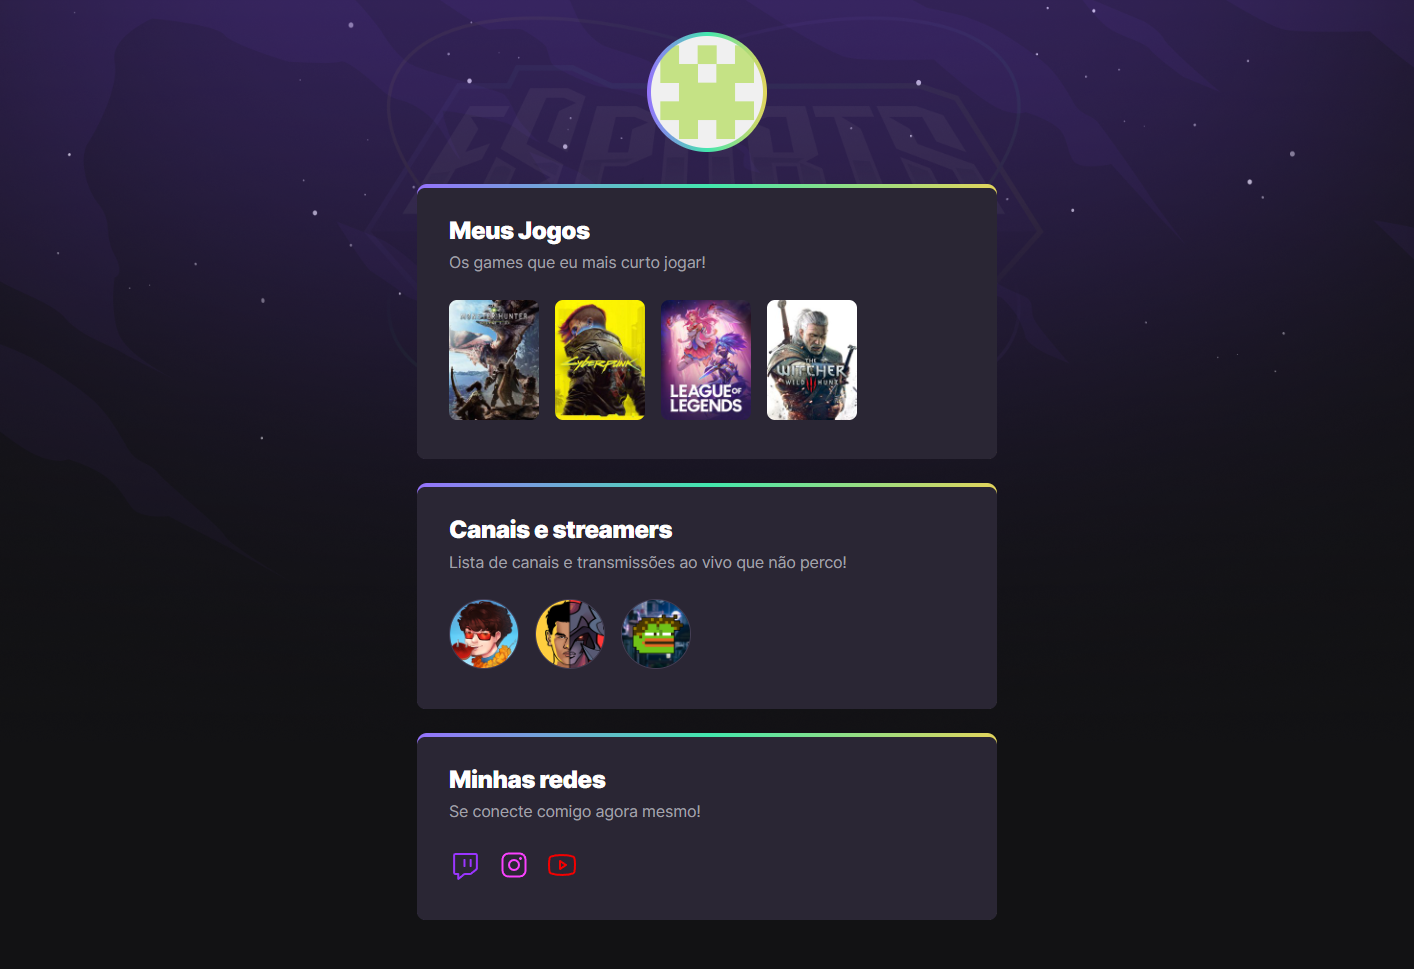 ESPORTS
Meus Jogos
Os games que eu mais curto jogar!
MONSTER HUNTER
WORLD
Cyberpunk
LEAGUE OF
LEGENDS
THE
WITCHER
WILD HUNT
Canais e streamers
Lista de canais e transmissões ao vivo que não perco!
Minhas redes
Se conecte comigo agora mesmo!